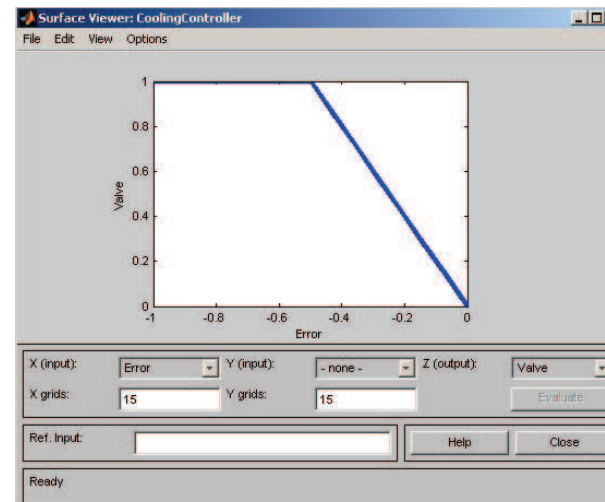 Surface Viewer: CoolingController
File Edit View Options
1
0.8
0.6
0.4
0.2
0
Valve
-1 -0.8 -0.6 -0.4 -0.2 0
Error
X (input): Error Y (input): - none - Z (output): Valve
X grids: 15 Y grids: 15 Evaluate
Ref. Input: Help Close
Ready